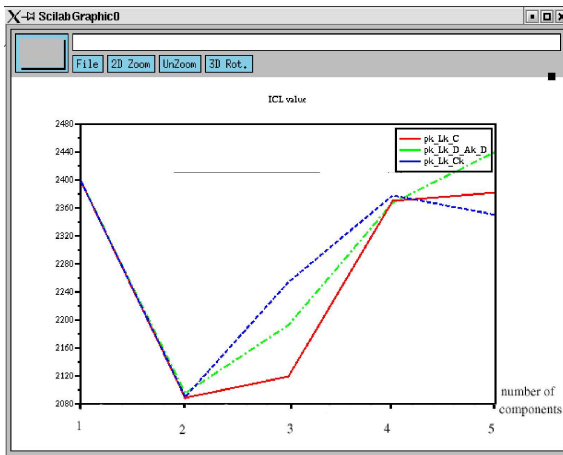 ScilabGraphic0
File 2D Zoom UnZoom 3D Rot.
ICL value
2480
2440
2400
2360
2320
2280
2240
2200
2160
2120
2080
pk_Lk_C
pk_Lk_D_Ak_D
pk_Lk_Ck
1 2 3 4 5
number of
components